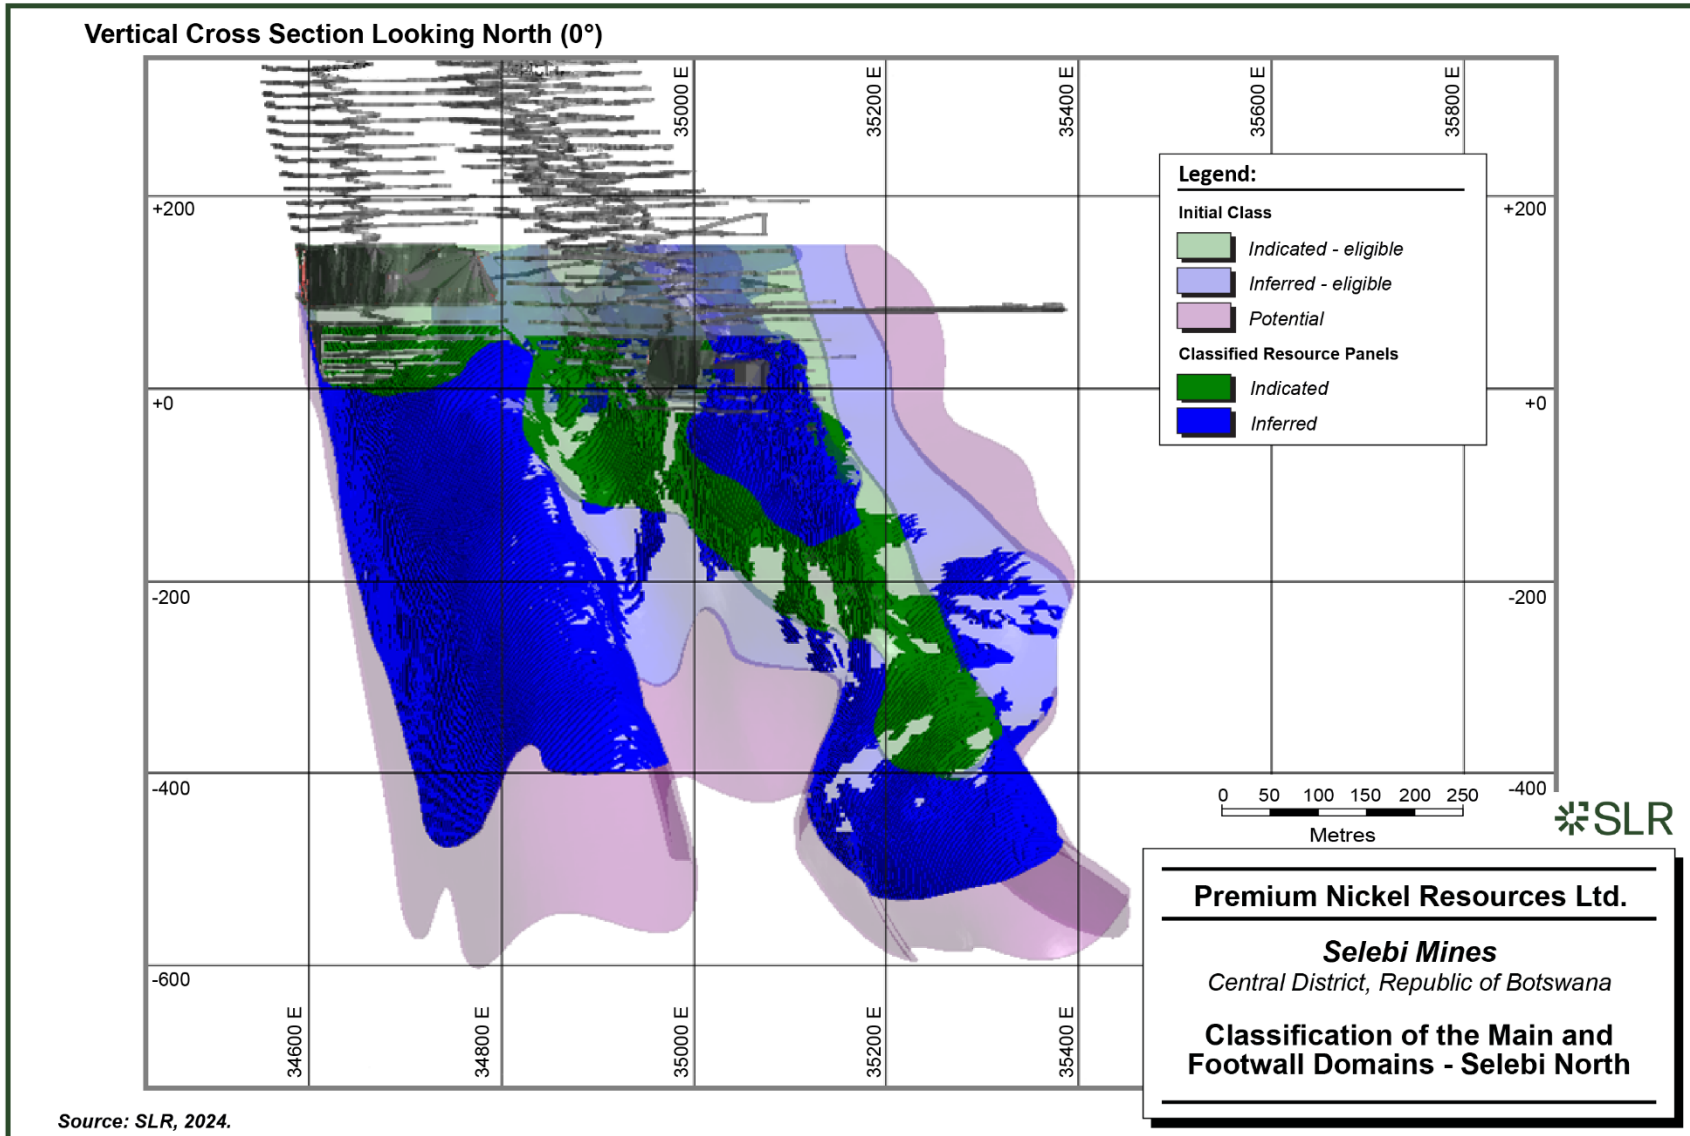 Vertical Cross Section Looking North (0°)
35000 E
35200 E
35400 E
35600 E
35800 E
Legend:
Initial Class
Indicated - eligible
Inferred - eligible
Potential
Classified Resource Panels
Indicated
Inferred
+200
+200
+0
+0
-200
-200
-400
-400
-600
0 50 100 150 200 250
Metres
SLR
34600 E
34800 E
35000 E
35200 E
35400 E
Premium Nickel Resources Ltd.
Selebi Mines
Central District, Republic of Botswana
Classification of the Main and
Footwall Domains - Selebi North
Source: SLR, 2024.